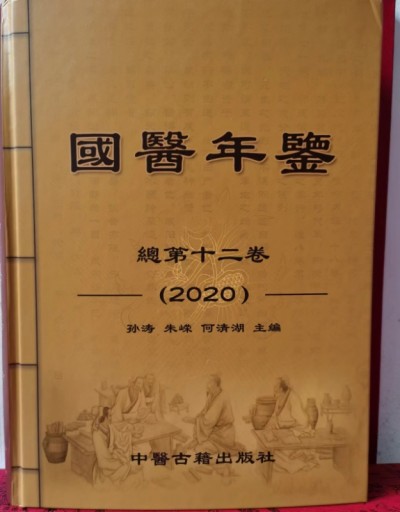 國醫年鑒
總第十二卷
(2020)
孙涛 朱嵘 何清湖 主编
中醫古籍出版社